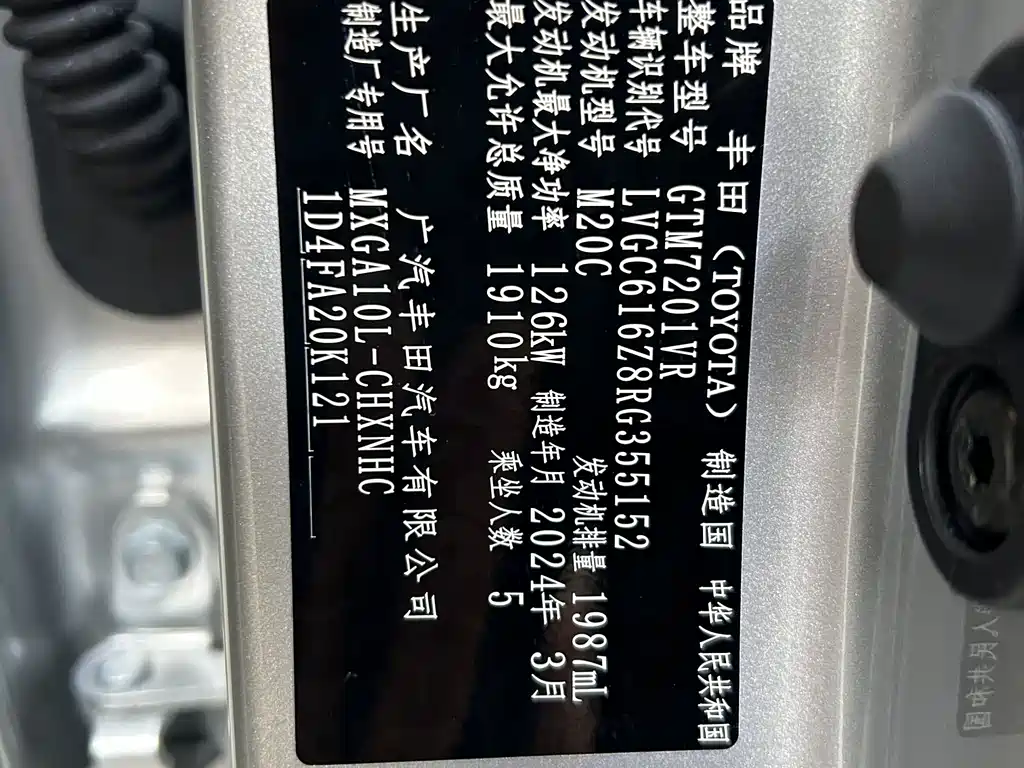 品牌 丰田（TOYOTA） 制造国 中华人民共和国
整车型号 GTM7201VR
车辆识别代号 LVGC616Z8RG355152
发动机型号 M20C 发动机排量 1987mL
发动机最大净功率 126kW 制造年月 2024年 3月
最大允许总质量 1910kg 乘坐人数 5
生产厂名 广汽丰田汽车有限公司
制造厂专用号 MXGA10L-CHXNHC
1D4FA20K121